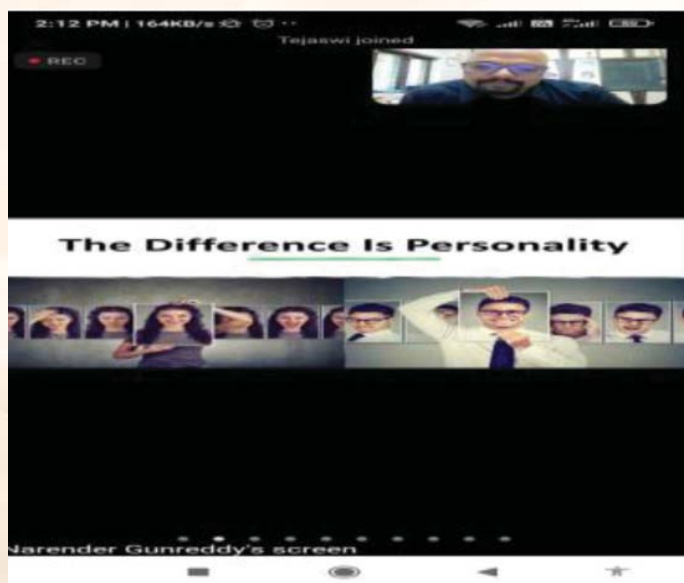 2:12 PM | 164KB/s
Tejaswi joined
REC
The Difference Is Personality
Narender Gunreddy's screen